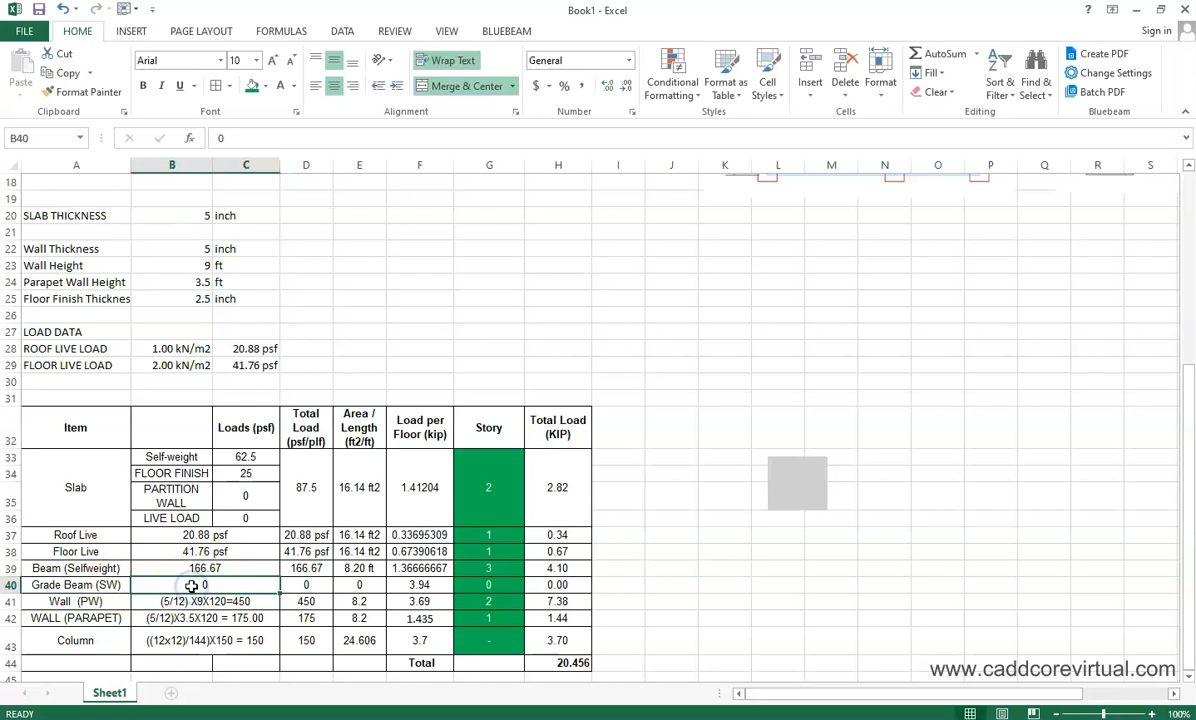 Book1 - Excel
?
FILE HOME INSERT PAGE LAYOUT FORMULAS DATA REVIEW VIEW BLUEBEAM Sign in
Paste Cut Copy Format Painter
Arial 10
B I U A
Wrap Text
Merge & Center
General
$ % ,
Conditional Formatting Format as Table Cell Styles
Insert Delete Format
AutoSum Fill Clear
Sort & Filter Find & Select
Create PDF Change Settings Batch PDF
Clipboard Font Alignment Number Styles Cells Editing Bluebeam
B40 fx 0
A B C D E F G H I J K L M N O P Q R S
18
19
20 SLAB THICKNESS 5 inch
21
22 Wall Thickness 5 inch
23 Wall Height 9 ft
24 Parapet Wall Height 3.5 ft
25 Floor Finish Thicknes 2.5 inch
26
27 LOAD DATA
28 ROOF LIVE LOAD 1.00 kN/m2 20.88 psf
29 FLOOR LIVE LOAD 2.00 kN/m2 41.76 psf
30
31
32 Item Loads (psf) Total Load (psf/plf) Area / Length (ft2/ft) Load per Floor (kip) Story Total Load (KIP)
33 Self-weight 62.5
34 FLOOR FINISH 25
Slab 87.5 16.14 ft2 1.41204 2 2.82
35 PARTITION WALL 0
36 LIVE LOAD 0
37 Roof Live 20.88 psf 20.88 psf 16.14 ft2 0.33695309 1 0.34
38 Floor Live 41.76 psf 41.76 psf 16.14 ft2 0.67390618 1 0.67
39 Beam (Selfweight) 166.67 166.67 8.20 ft 1.36666667 3 4.10
40 Grade Beam (SW) 0 0 0 3.94 0 0.00
41 Wall (PW) (5/12) X9X120=450 450 8.2 3.69 2 7.38
42 WALL (PARAPET) (5/12)X3.5X120 = 175.00 175 8.2 1.435 1 1.44
43 Column ((12x12)/144)X150 = 150 150 24.606 3.7 - 3.70
44 Total 20.456
45
www.caddcorevirtual.com
Sheet1
READY 100%